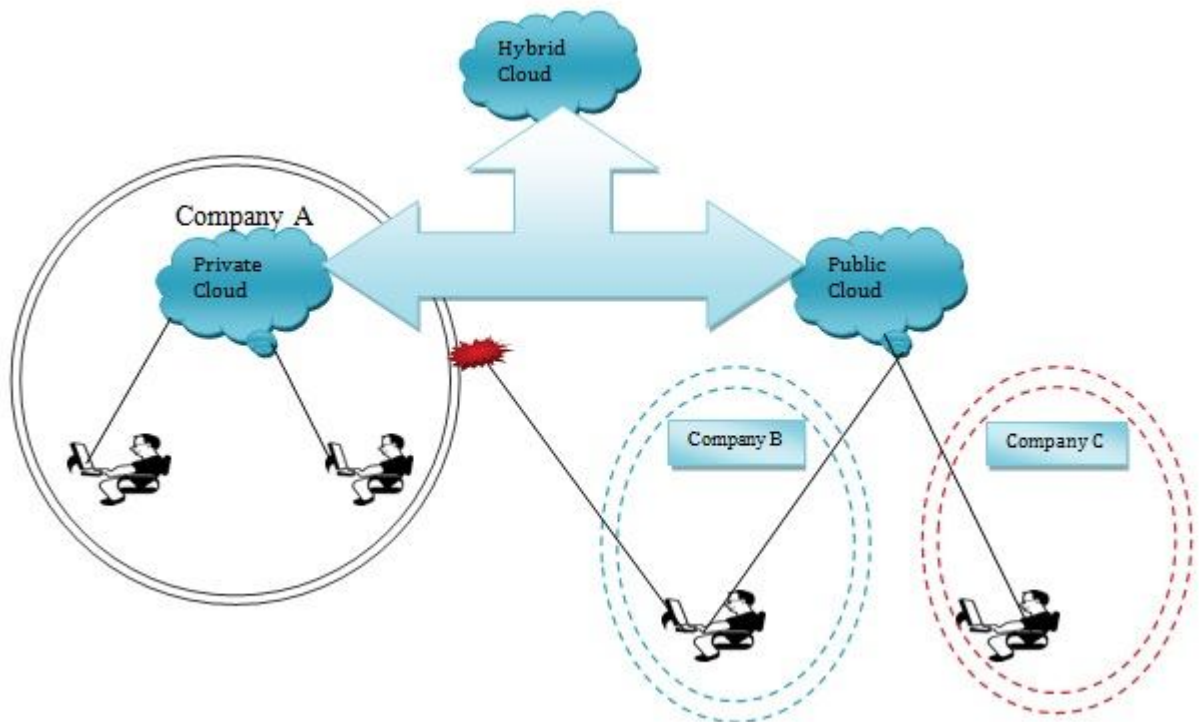 Hybrid
Cloud
Company A
Private
Cloud
Public
Cloud
Company B
Company C